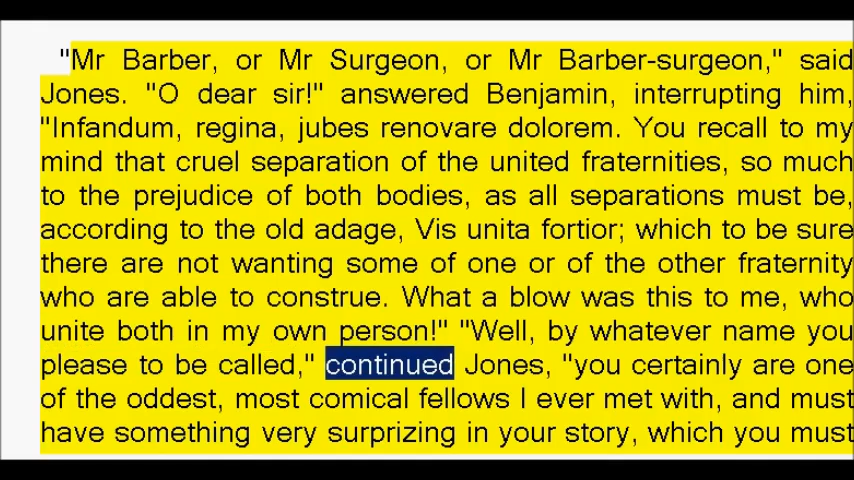 "Mr Barber, or Mr Surgeon, or Mr Barber-surgeon," said
Jones. "O dear sir!" answered Benjamin, interrupting him,
"Infandum, regina, jubes renovare dolorem. You recall to my
mind that cruel separation of the united fraternities, so much
to the prejudice of both bodies, as all separations must be,
according to the old adage, Vis unita fortior; which to be sure
there are not wanting some of one or of the other fraternity
who are able to construe. What a blow was this to me, who
unite both in my own person!" "Well, by whatever name you
please to be called," continued Jones, "you certainly are one
of the oddest, most comical fellows I ever met with, and must
have something very surprizing in your story, which you must